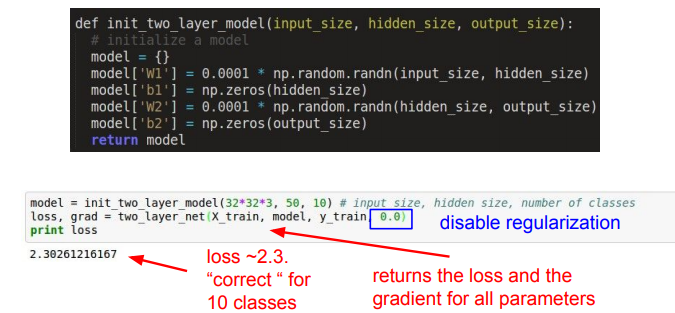 def init_two_layer_model(input_size, hidden_size, output_size):
# initialize a model
model = {}
model['W1'] = 0.0001 * np.random.randn(input_size, hidden_size)
model['b1'] = np.zeros(hidden_size)
model['W2'] = 0.0001 * np.random.randn(hidden_size, output_size)
model['b2'] = np.zeros(output_size)
return model
model = init_two_layer_model(32*32*3, 50, 10) # input size, hidden size, number of classes
loss, grad = two_layer_net(X_train, model, y_train, 0.0)
disable regularization
print loss
2.30261216167
loss ~2.3.
“correct “ for
10 classes
returns the loss and the
gradient for all parameters